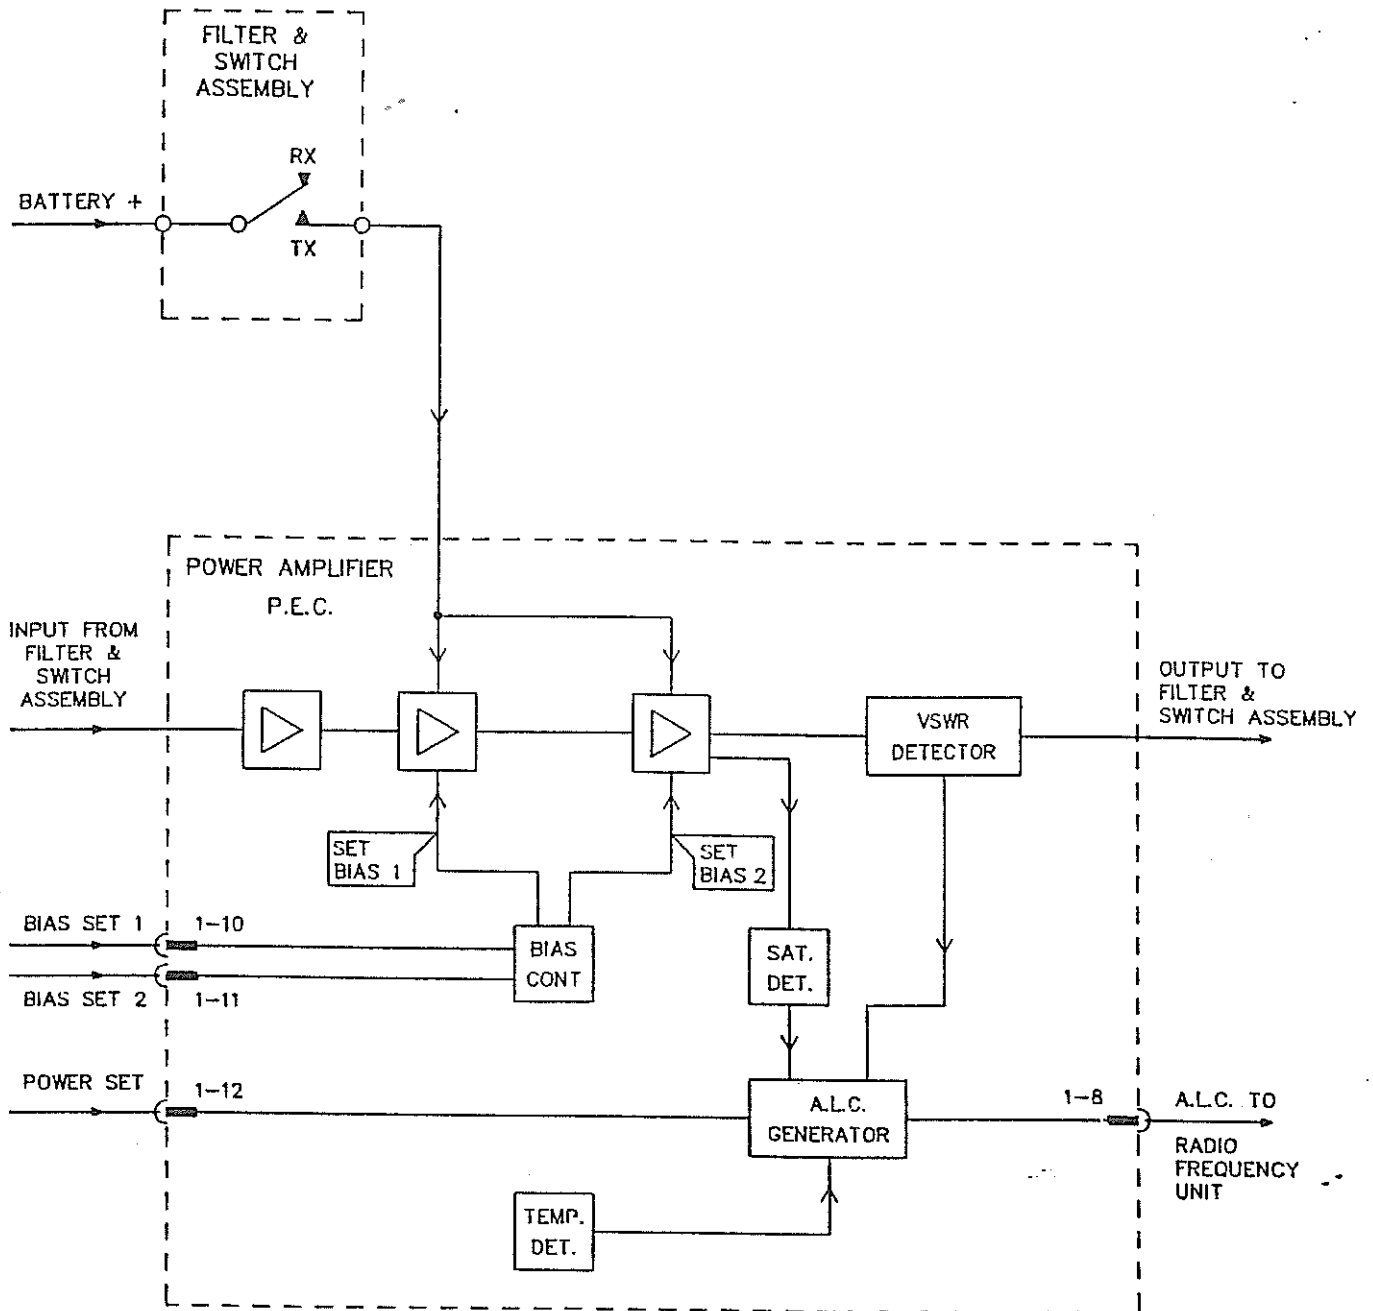 FILTER &
SWITCH
ASSEMBLY
RX
BATTERY +
TX
POWER AMPLIFIER
P.E.C.
INPUT FROM
FILTER &
SWITCH
ASSEMBLY
OUTPUT TO
FILTER &
SWITCH ASSEMBLY
VSWR
DETECTOR
SET
BIAS 1
SET
BIAS 2
BIAS SET 1
1-10
BIAS
CONT
SAT.
DET.
BIAS SET 2
1-11
POWER SET
1-12
A.L.C.
GENERATOR
1-8
A.L.C. TO
RADIO
FREQUENCY
UNIT
TEMP.
DET.